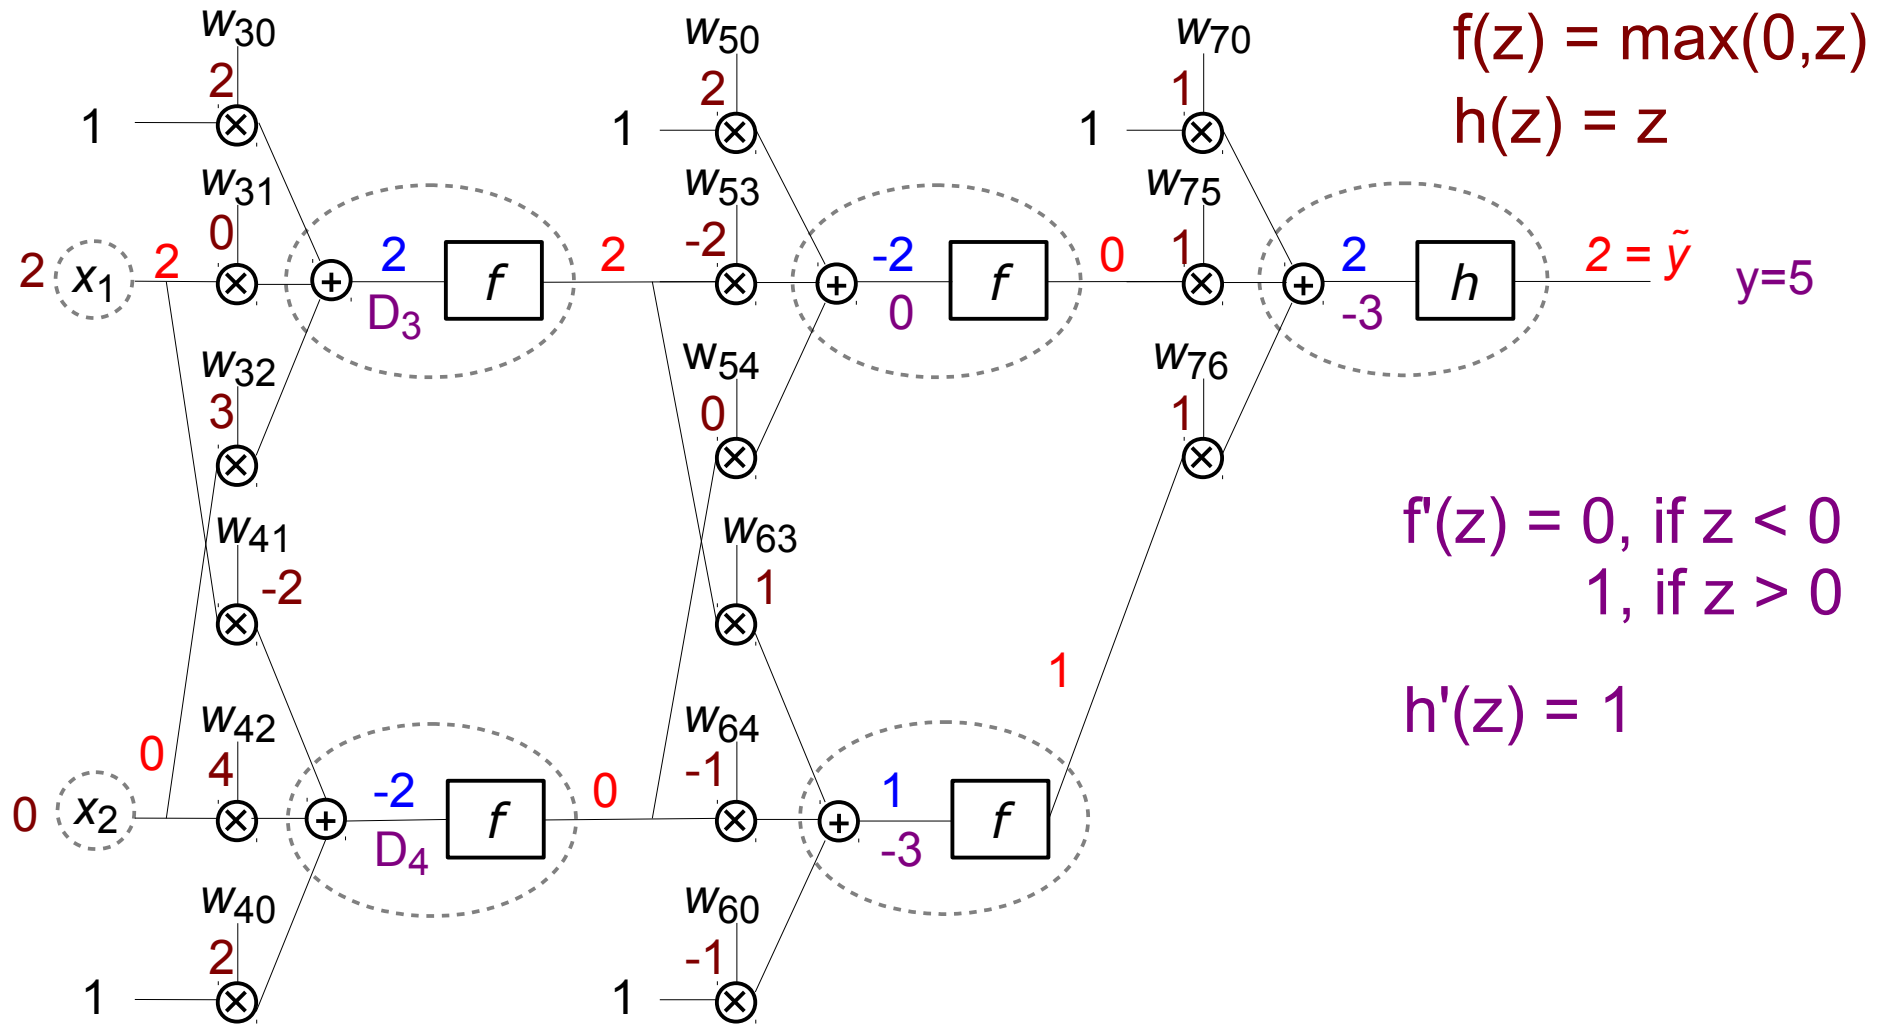 w30
w50
w70
f(z) = max(0,z)
2
2
1
h(z) = z
1
1
1
w31
w53
w75
0
-2
1
2
x1
2
2
f
2
-2
f
0
2
h
2 = ỹ
y=5
D3
0
-3
w32
w54
w76
3
0
1
w41
w63
f'(z) = 0, if z < 0
-2
1
1, if z > 0
1
w42
w64
h'(z) = 1
0
4
-1
0
x2
-2
f
0
1
f
D4
-3
w40
w60
2
-1
1
1